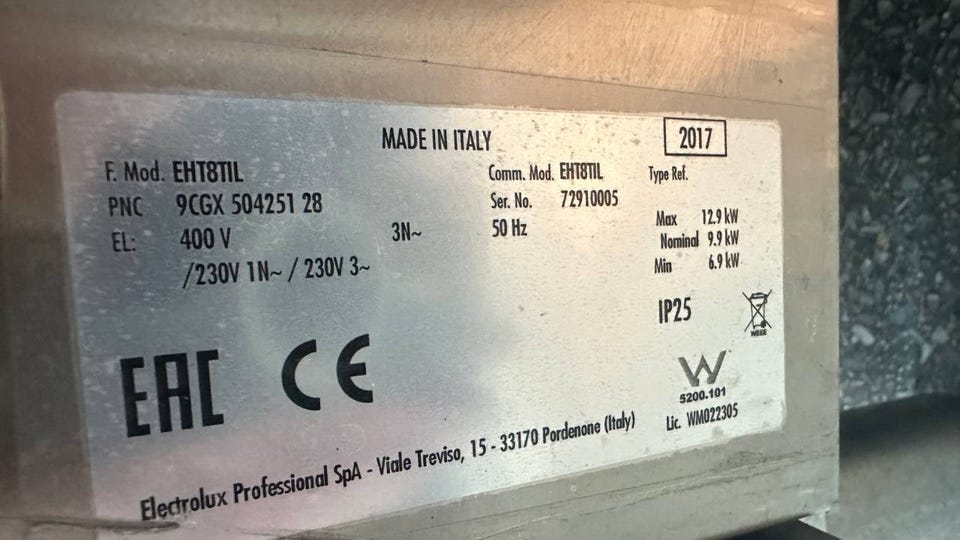 MADE IN ITALY
2017
F. Mod. EHT8TIL
Comm. Mod. EHT8TIL
Type Ref.
PNC 9CGX 504251 28
Ser. No. 72910005
EL: 400 V 3N~ 50 Hz
Max 12.9 kW
/230V 1N~ / 230V 3~
Nominal 9.9 kW
Min 6.9 kW
IP25
WEEE
EAC CE
W
5200.101
Lic. WM022305
Electrolux Professional SpA - Viale Treviso, 15 - 33170 Pordenone (Italy)